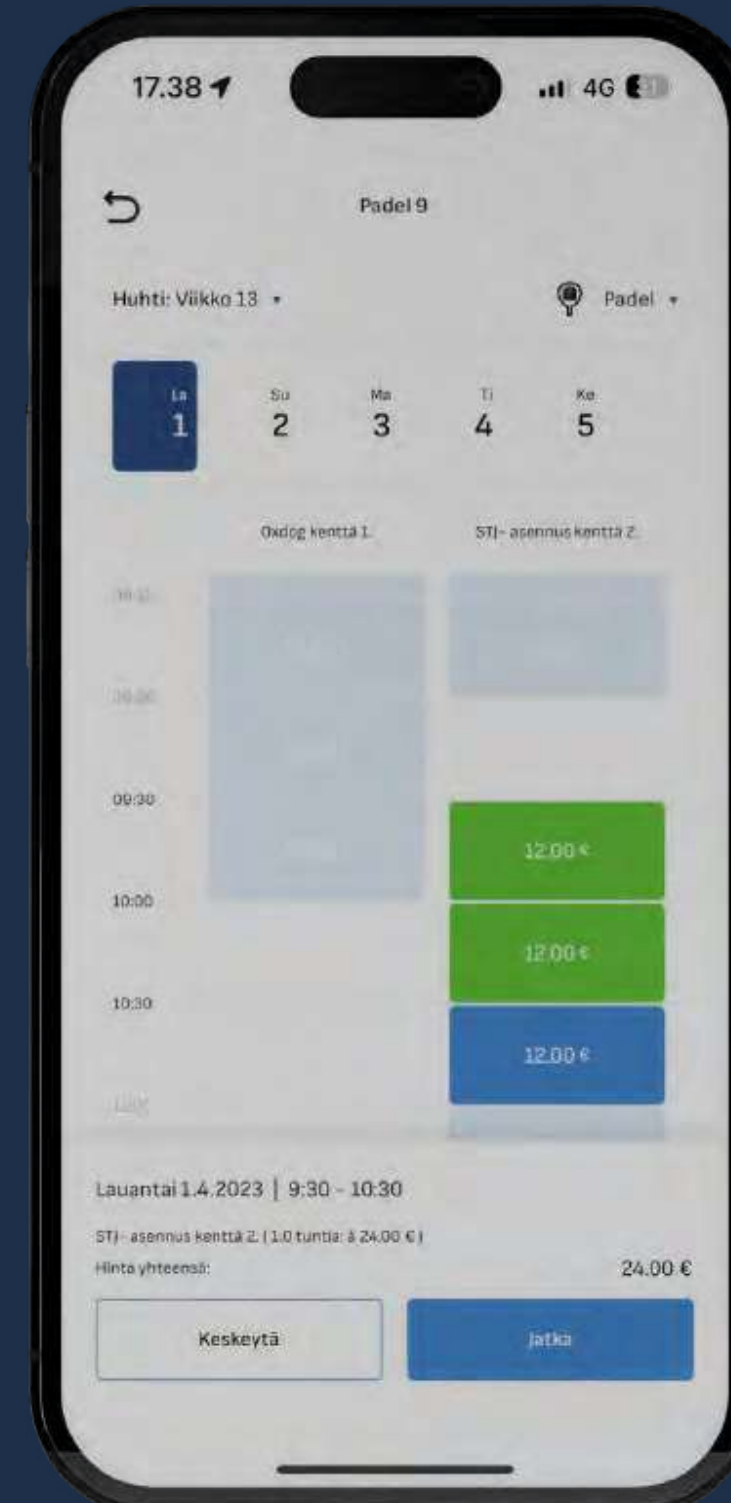 17.38 4G
Padel 9
Huhti: Viikko 13 Padel
La Su Ma Ti Ke
1 2 3 4 5
Oxdog kenttä 1. STJ- asennus kenttä 2.
09:30
12.00 €
10:00
12.00 €
10:30
12.00 €
Lauantai 1.4.2023 | 9:30 - 10:30
STJ- asennus kenttä 2. ( 1.0 tuntia: à 24.00 € )
Hinta yhteensä: 24.00 €
Keskeytä Jatka